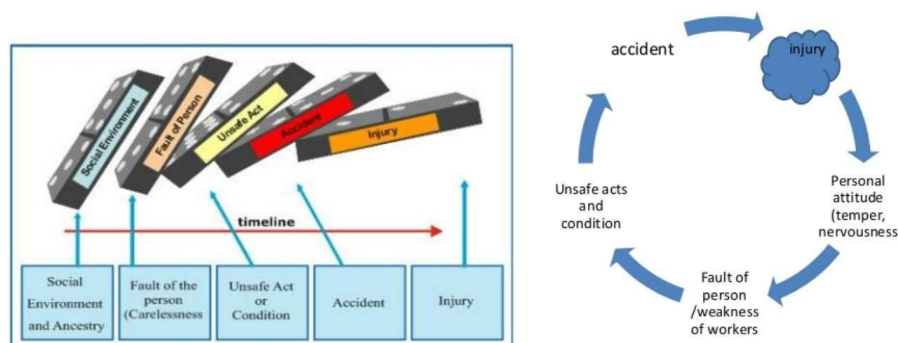 Social Environment
Fault of Person
Unsafe Act
Accident
Injury
timeline
Social
Environment
and Ancestry
Fault of the
person
(Carelessness
Unsafe Act
or
Condition
Accident
Injury
accident
injury
Personal
attitude
(temper,
nervousness
Fault of
person
/weakness
of workers
Unsafe acts
and
condition